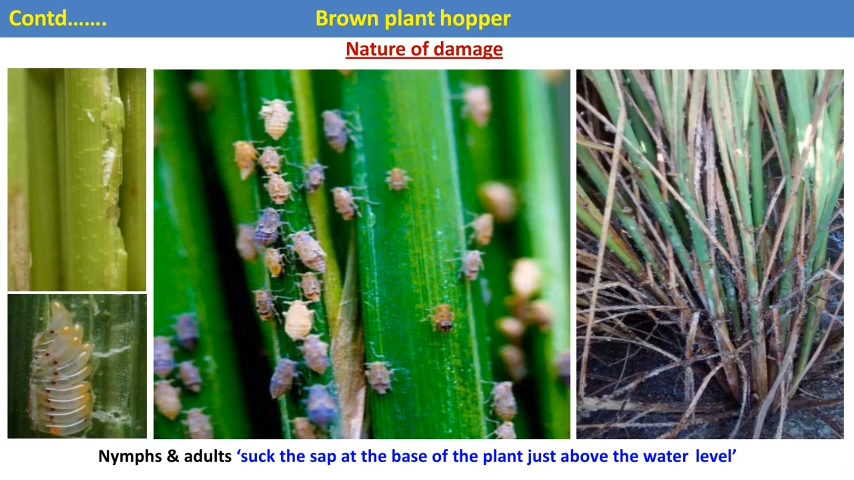 Contd…….
Brown plant hopper
Nature of damage
Nymphs & adults ‘suck the sap at the base of the plant just above the water level’